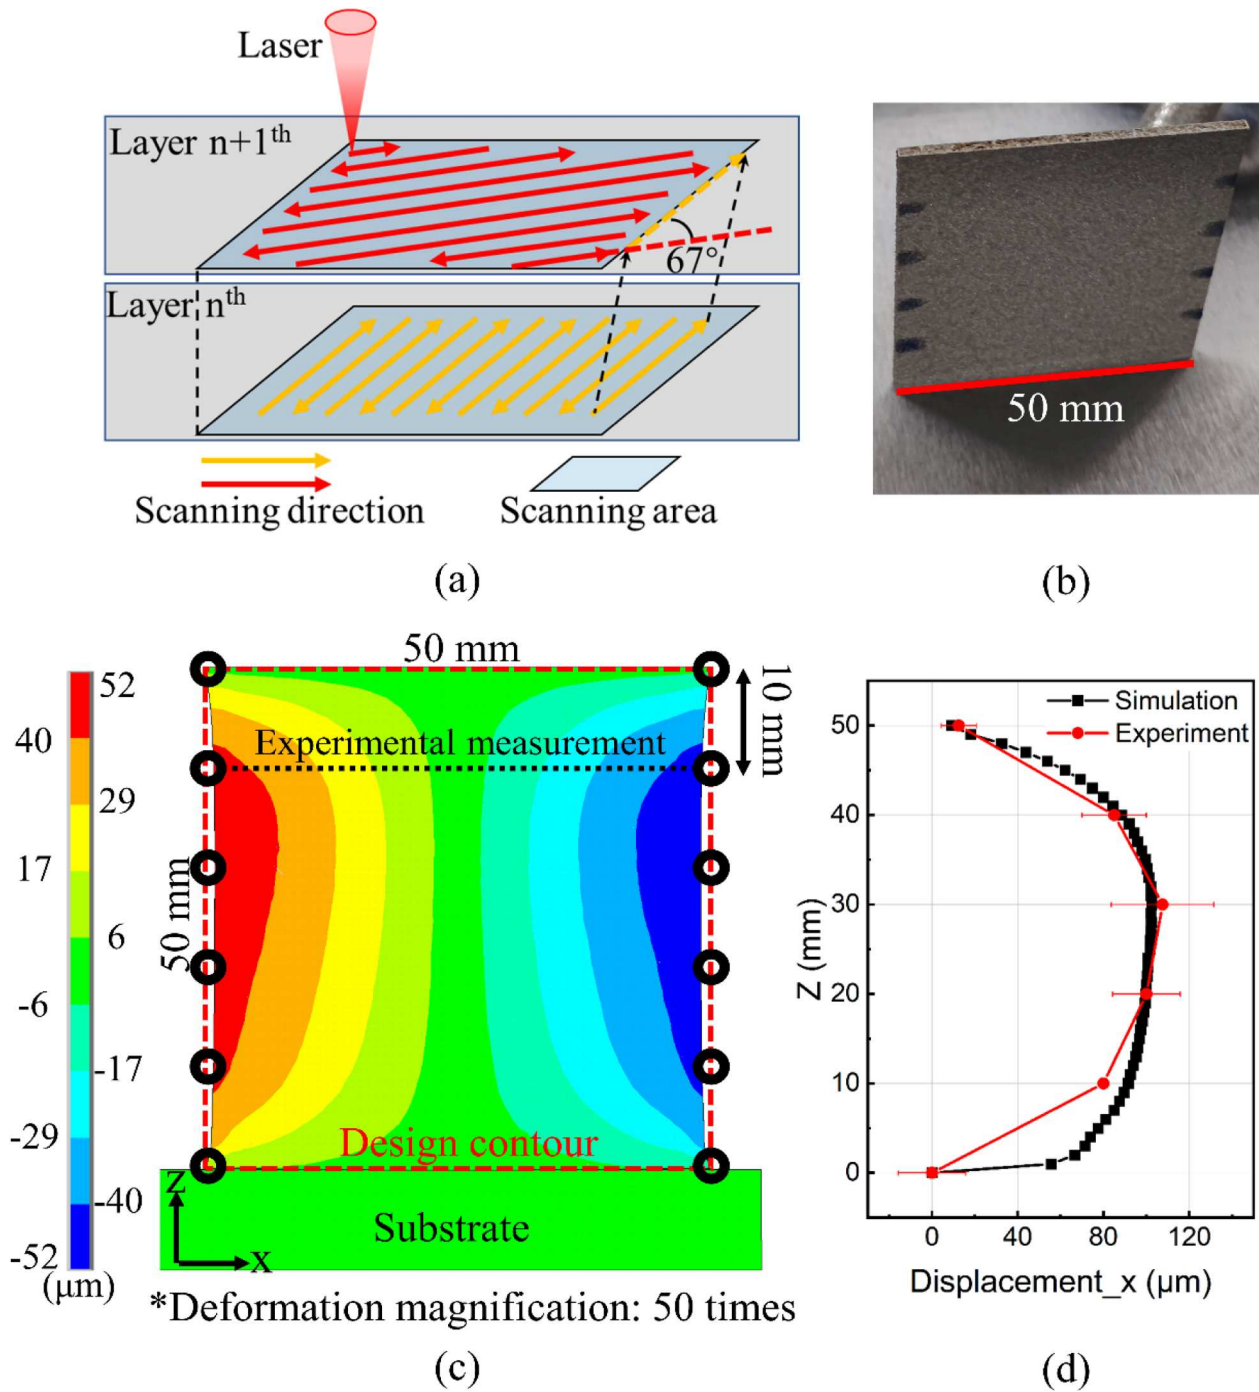 Laser
Layer n+1th
67°
Layer nth
Scanning direction
Scanning area
(a)
50 mm
(b)
52
40
29
17
6
-6
-17
-29
-40
-52
(μm)
50 mm
10 mm
Experimental measurement
50 mm
Design contour
Z
X
Substrate
*Deformation magnification: 50 times
(c)
Simulation
Experiment
50
40
30
20
10
0
Z (mm)
0 40 80 120
Displacement_x (μm)
(d)